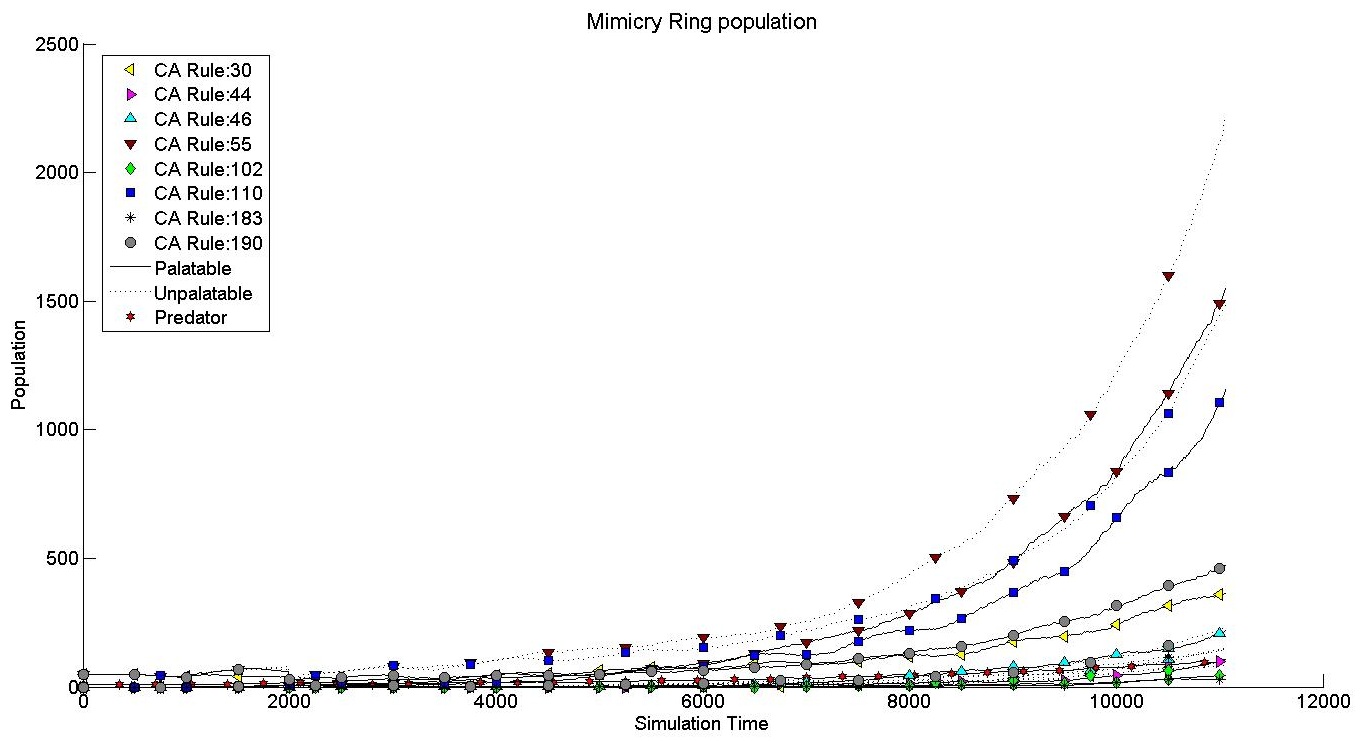 Mimicry Ring population
2500
2000
1500
1000
500
0
Population
CA Rule:30
CA Rule:44
CA Rule:46
CA Rule:55
CA Rule:102
CA Rule:110
CA Rule:183
CA Rule:190
Palatable
Unpalatable
Predator
0 2000 4000 6000 8000 10000 12000
Simulation Time